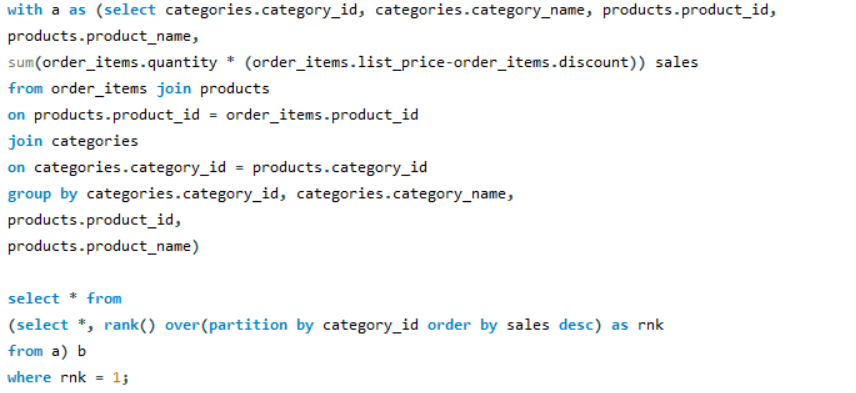 with a as (select categories.category_id, categories.category_name, products.product_id,
products.product_name,
sum(order_items.quantity * (order_items.list_price-order_items.discount)) sales
from order_items join products
on products.product_id = order_items.product_id
join categories
on categories.category_id = products.category_id
group by categories.category_id, categories.category_name,
products.product_id,
products.product_name)
select * from
(select *, rank() over(partition by category_id order by sales desc) as rnk
from a) b
where rnk = 1;